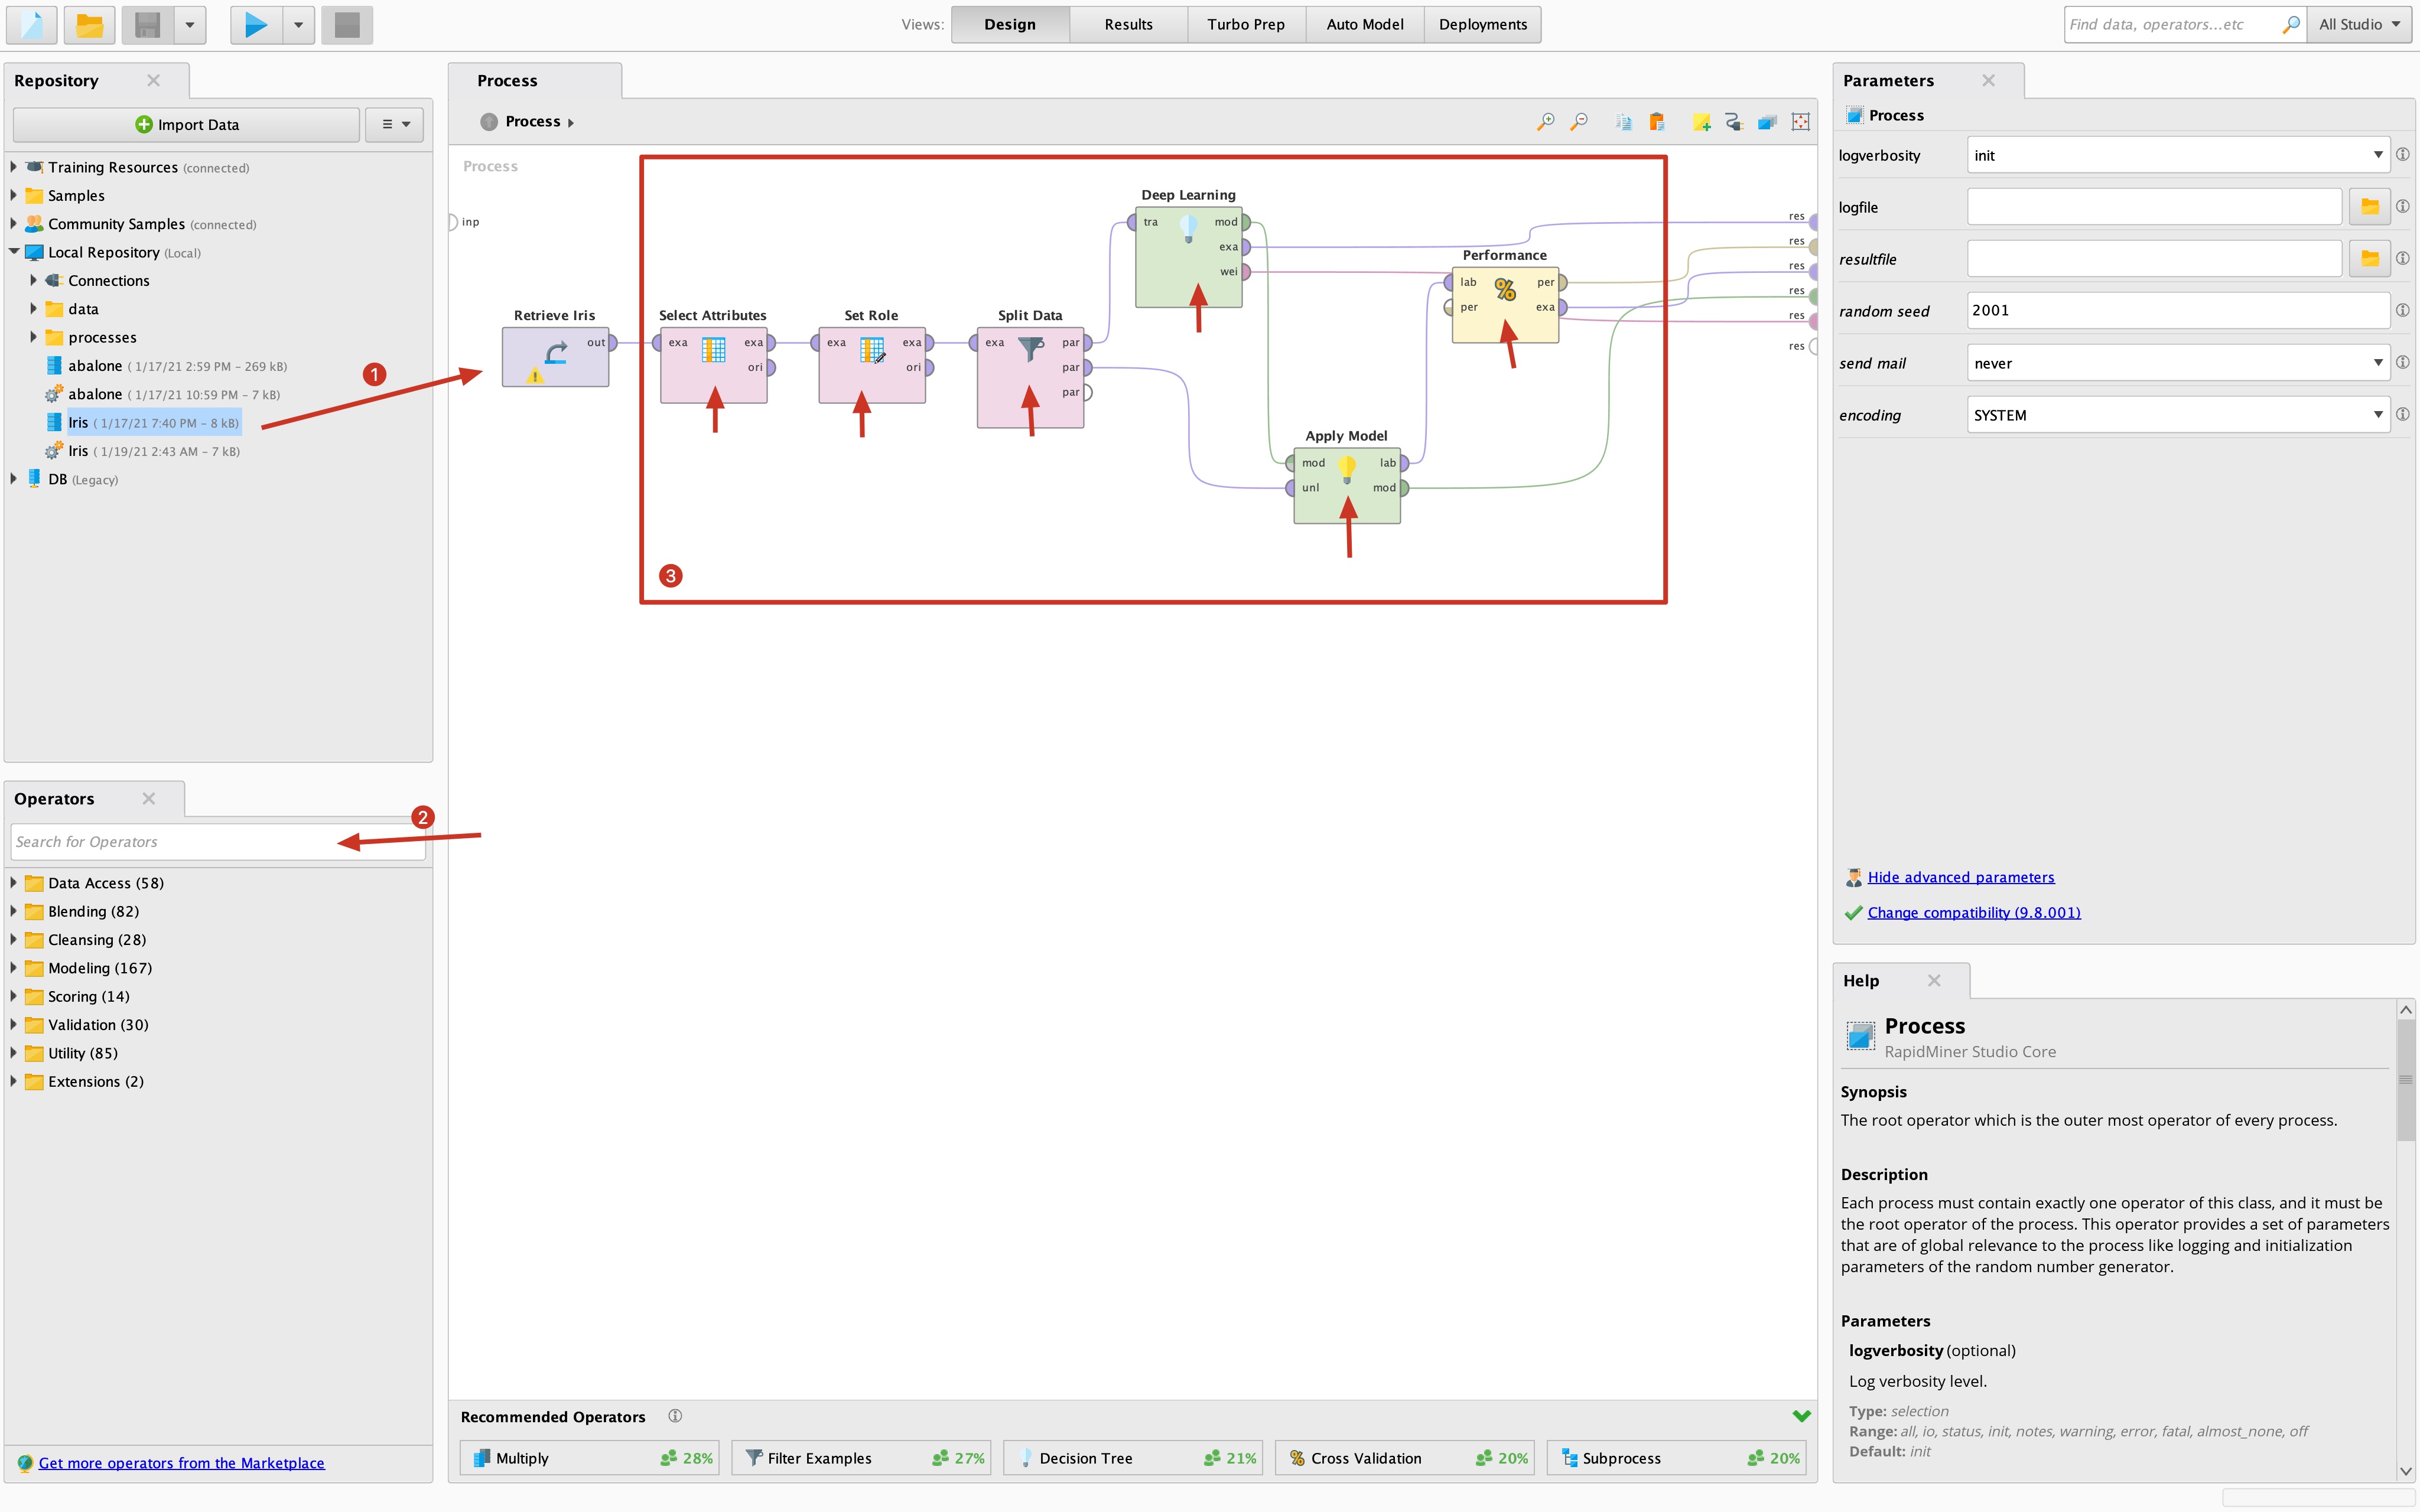 Views: Design Results Turbo Prep Auto Model Deployments
Find data, operators...etc All Studio
Repository
Import Data
Training Resources (connected)
Samples
Community Samples (connected)
Local Repository (Local)
Connections
data
processes
abalone ( 1/17/21 2:59 PM – 269 kB)
abalone ( 1/17/21 10:59 PM – 7 kB)
Iris ( 1/17/21 7:40 PM – 8 kB)
Iris ( 1/19/21 2:43 AM – 7 kB)
DB (Legacy)
1
Operators
2
Search for Operators
Data Access (58)
Blending (82)
Cleansing (28)
Modeling (167)
Scoring (14)
Validation (30)
Utility (85)
Extensions (2)
Get more operators from the Marketplace
Process
Process
Process
inp
Retrieve Iris
out
Select Attributes
exa exa
ori
Set Role
exa exa
ori
Split Data
exa par
par
par
Deep Learning
tra mod
exa
wei
Performance
lab per
per exa
Apply Model
mod lab
unl mod
res
res
res
res
res
res
3
Recommended Operators
Multiply 28%
Filter Examples 27%
Decision Tree 21%
Cross Validation 20%
Subprocess 20%
Parameters
Process
logverbosity init
logfile
resultfile
random seed 2001
send mail never
encoding SYSTEM
Hide advanced parameters
Change compatibility (9.8.001)
Help
Process
RapidMiner Studio Core
Synopsis
The root operator which is the outer most operator of every process.
Description
Each process must contain exactly one operator of this class, and it must be
the root operator of the process. This operator provides a set of parameters
that are of global relevance to the process like logging and initialization
parameters of the random number generator.
Parameters
logverbosity (optional)
Log verbosity level.
Type: selection
Range: all, io, status, init, notes, warning, error, fatal, almost_none, off
Default: init